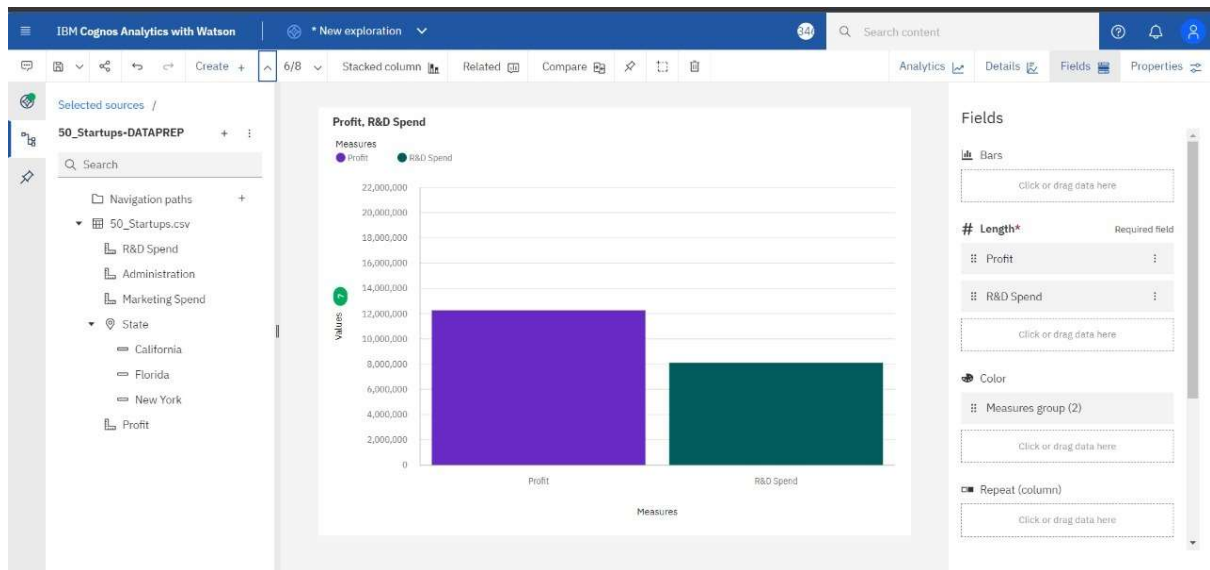 IBM Cognos Analytics with Watson
* New exploration
Search content
6/8
Create +
Stacked column
Related
Compare
Analytics
Details
Fields
Properties
Selected sources /
50_Startups-DATAPREP
Search
Navigation paths
50_Startups.csv
R&D Spend
Administration
Marketing Spend
State
California
Florida
New York
Profit
Profit, R&D Spend
Measures
Profit
R&D Spend
22,000,000
20,000,000
18,000,000
16,000,000
14,000,000
12,000,000
10,000,000
8,000,000
6,000,000
4,000,000
2,000,000
0
Values
Profit
R&D Spend
Measures
Fields
Bars
Click or drag data here
# Length* Required field
Profit
R&D Spend
Click or drag data here
Color
Measures group (2)
Click or drag data here
Repeat (column)
Click or drag data here